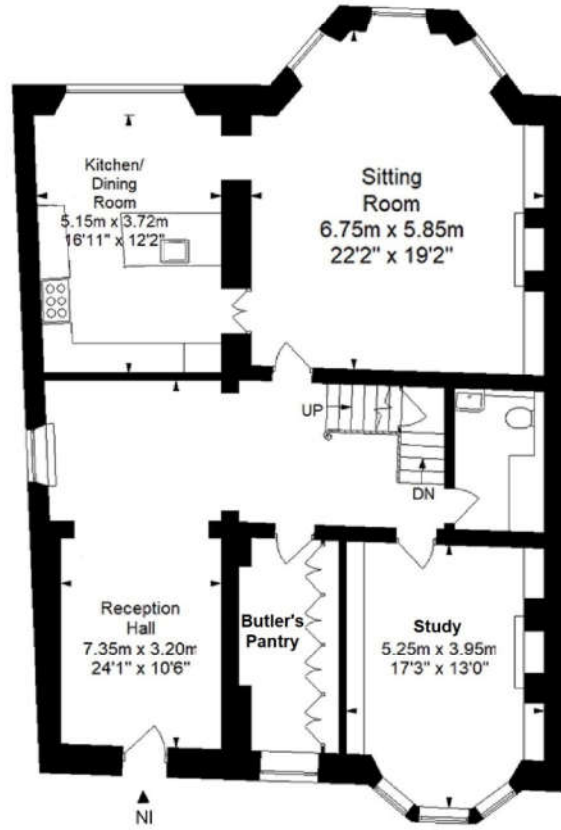 Kitchen/
Dining
Room
5.15m x 3.72m
16'11" x 12'2"
Sitting
Room
6.75m x 5.85m
22'2" x 19'2"
UP
DN
Reception
Hall
7.35m x 3.20m
24'1" x 10'6"
Butler's
Pantry
Study
5.25m x 3.95m
17'3" x 13'0"
NI